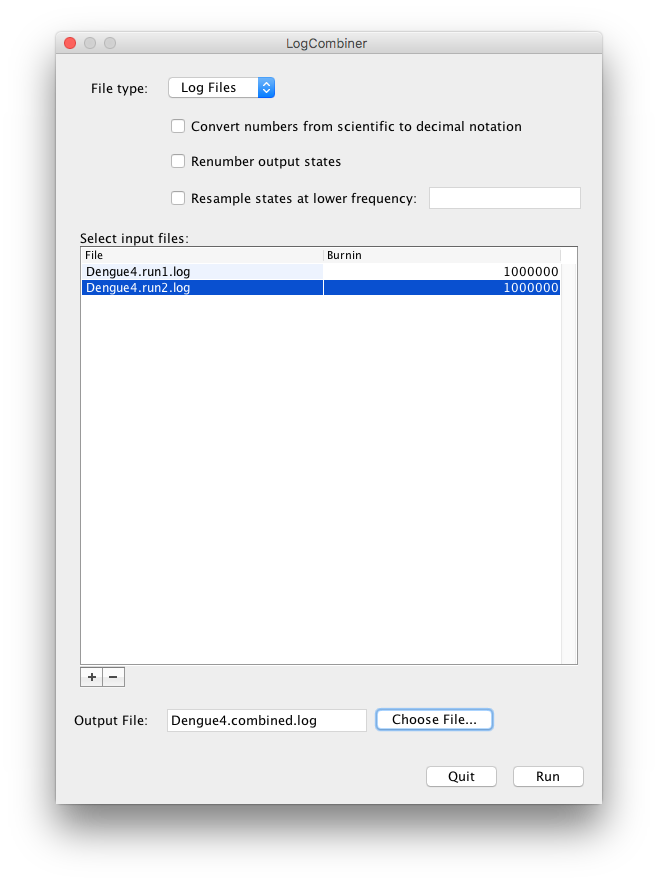 LogCombiner
File type: Log Files
Convert numbers from scientific to decimal notation
Renumber output states
Resample states at lower frequency:
Select input files:
File Burnin
Dengue4.run1.log 1000000
Dengue4.run2.log 1000000
+ −
Output File: Dengue4.combined.log Choose File...
Quit Run